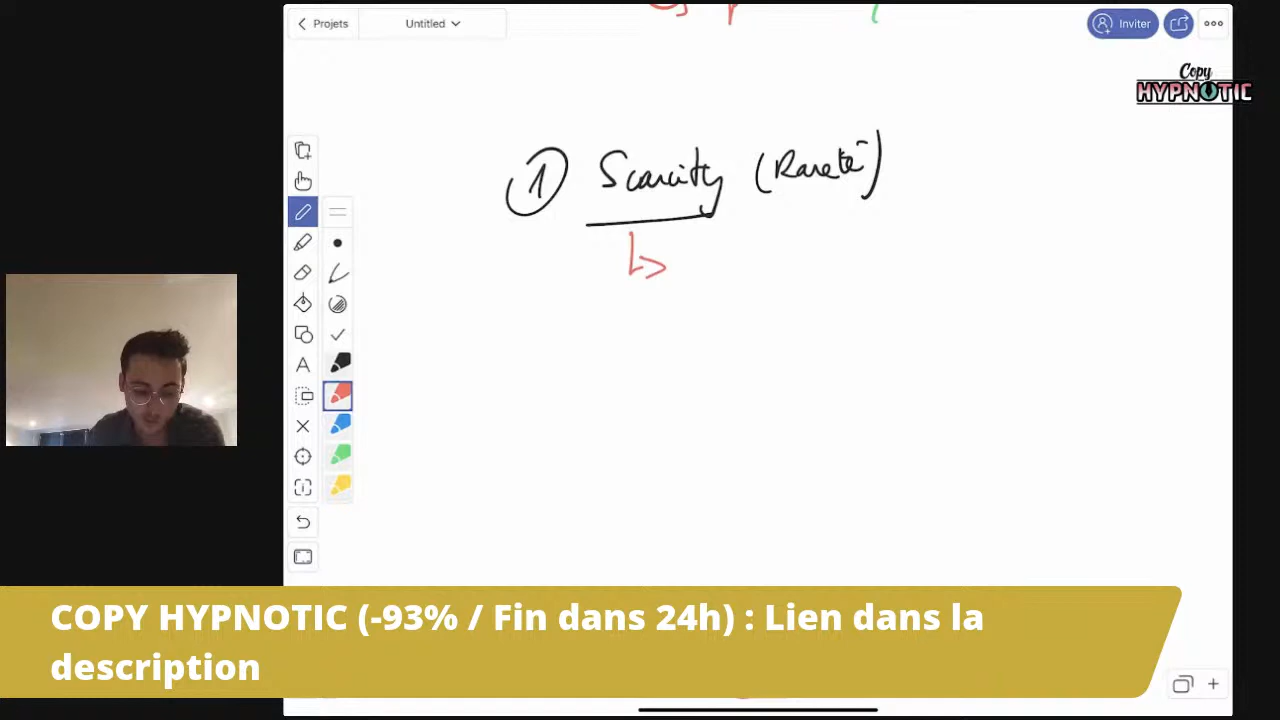 Projets
Untitled
Inviter
Copy
HYPNOTIC
1 Scarcity (Rareté)
A
COPY HYPNOTIC (-93% / Fin dans 24h) : Lien dans la
description